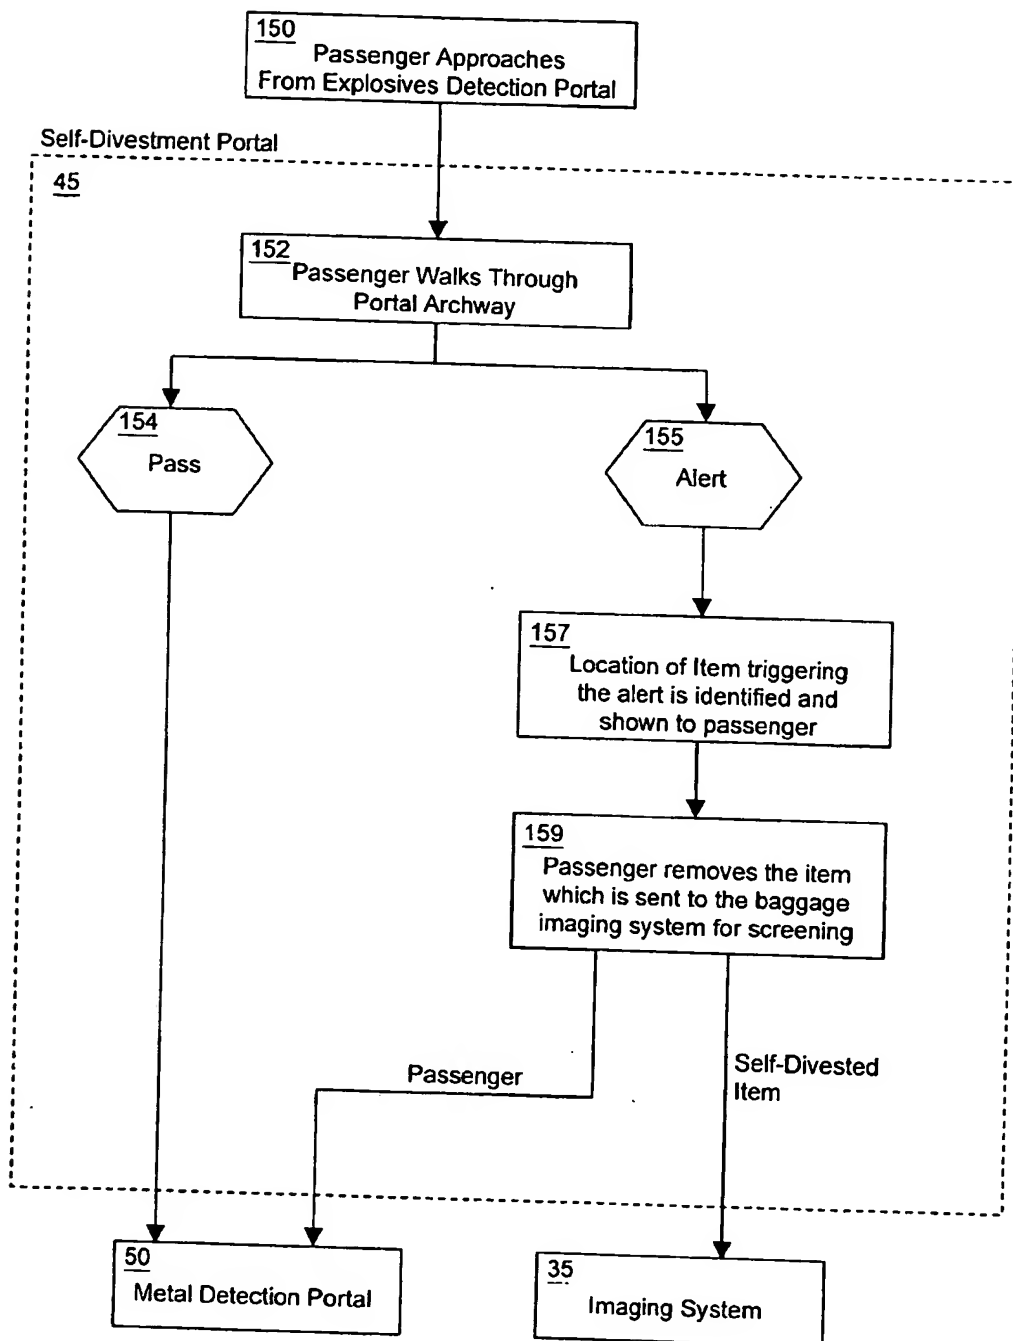 150
Passenger Approaches
From Explosives Detection Portal
Self-Divestment Portal
45
152
Passenger Walks Through
Portal Archway
154
Pass
155
Alert
157
Location of Item triggering
the alert is identified and
shown to passenger
159
Passenger removes the item
which is sent to the baggage
imaging system for screening
Passenger
Self-Divested
Item
50
Metal Detection Portal
35
Imaging System